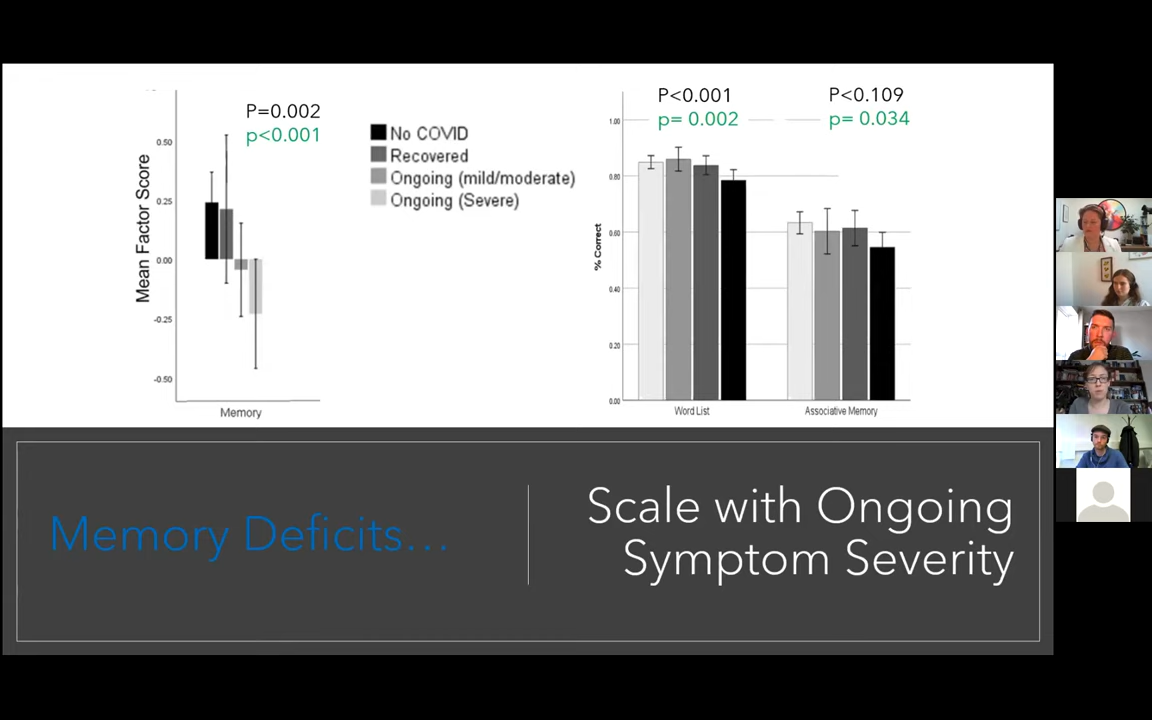 P=0.002
p<0.001
0.50
0.25
0.00
-0.25
-0.50
Mean Factor Score
Memory
No COVID
Recovered
Ongoing (mild/moderate)
Ongoing (Severe)
P<0.001
p= 0.002
P<0.109
p= 0.034
1.00
0.80
0.60
0.40
0.20
0.00
% Correct
Word List
Associative Memory
Memory Deficits…
Scale with Ongoing
Symptom Severity